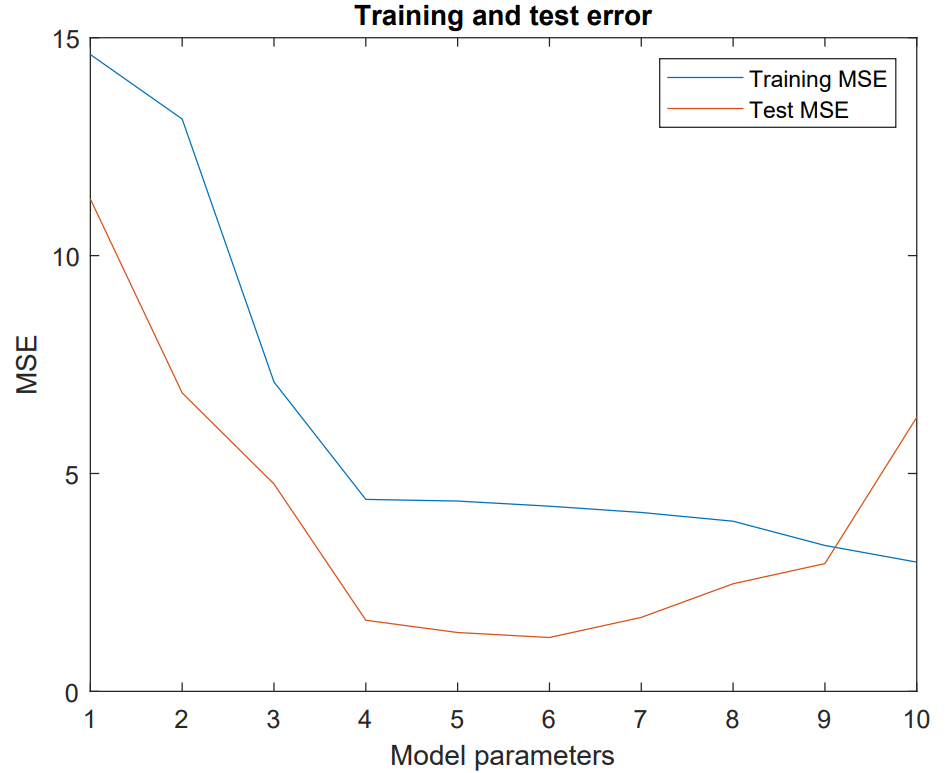 Training and test error
Training MSE
Test MSE
MSE
15
10
5
0
1 2 3 4 5 6 7 8 9 10
Model parameters